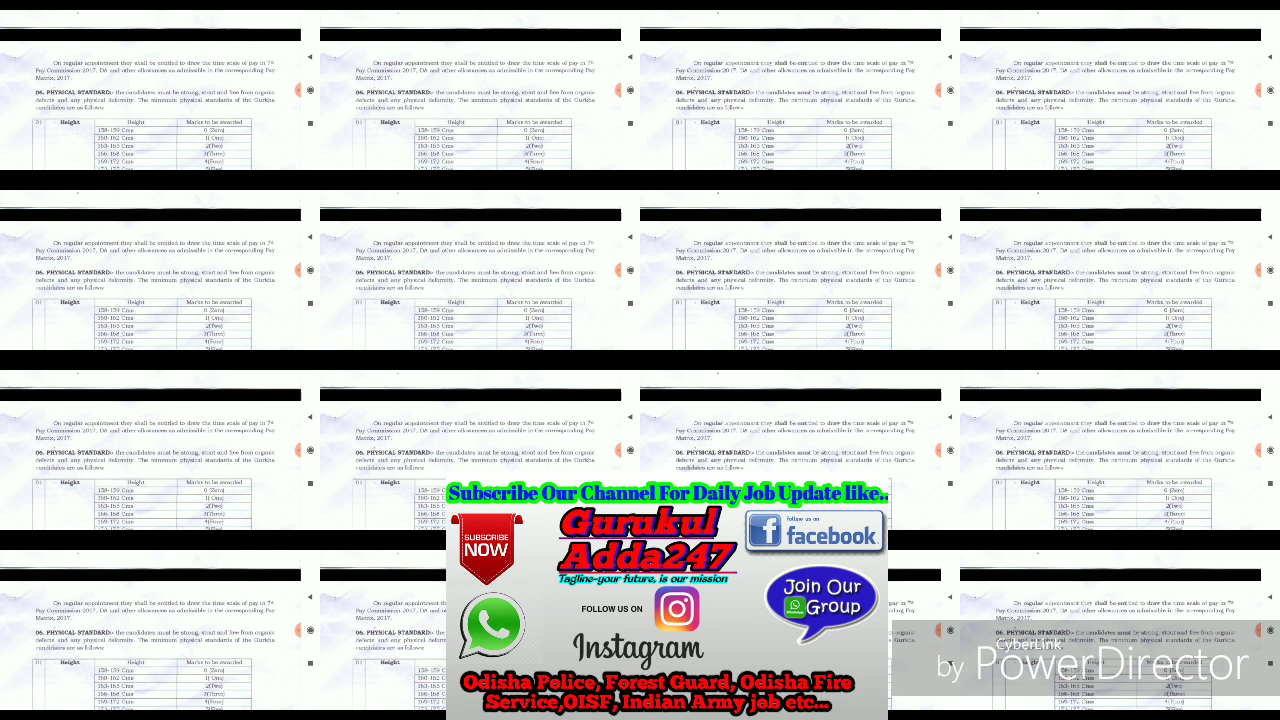 On regular appointment they shall be entitled to draw the time scale of pay in 7th
Pay Commission 2017, DA and other allowances as admissible in the corresponding Pay
Matrix, 2017.
06. PHYSICAL STANDARD:- the candidates must be strong, stout and free from organic
defects and any physical deformity. The minimum physical standards of the Gurkha
candidates are as follows
01 Height Height Marks to be awarded
158-159 Cms 0 (Zero)
160-162 Cms 1( One)
163-165 Cms 2(Two)
166-168 Cms 3(Three)
169-172 Cms 4(Four)
Subscribe Our Channel For Daily Job Update like..
SUBSCRIBE
NOW
Gurukul
Adda247
Tagline-your future, is our mission
follow us on
facebook.
Join Our
WhatsApp Group
FOLLOW US ON
Instagram
Odisha Police, Forest Guard, Odisha Fire
Service,OISF, Indian Army job etc...
CyberLink
by PowerDirector